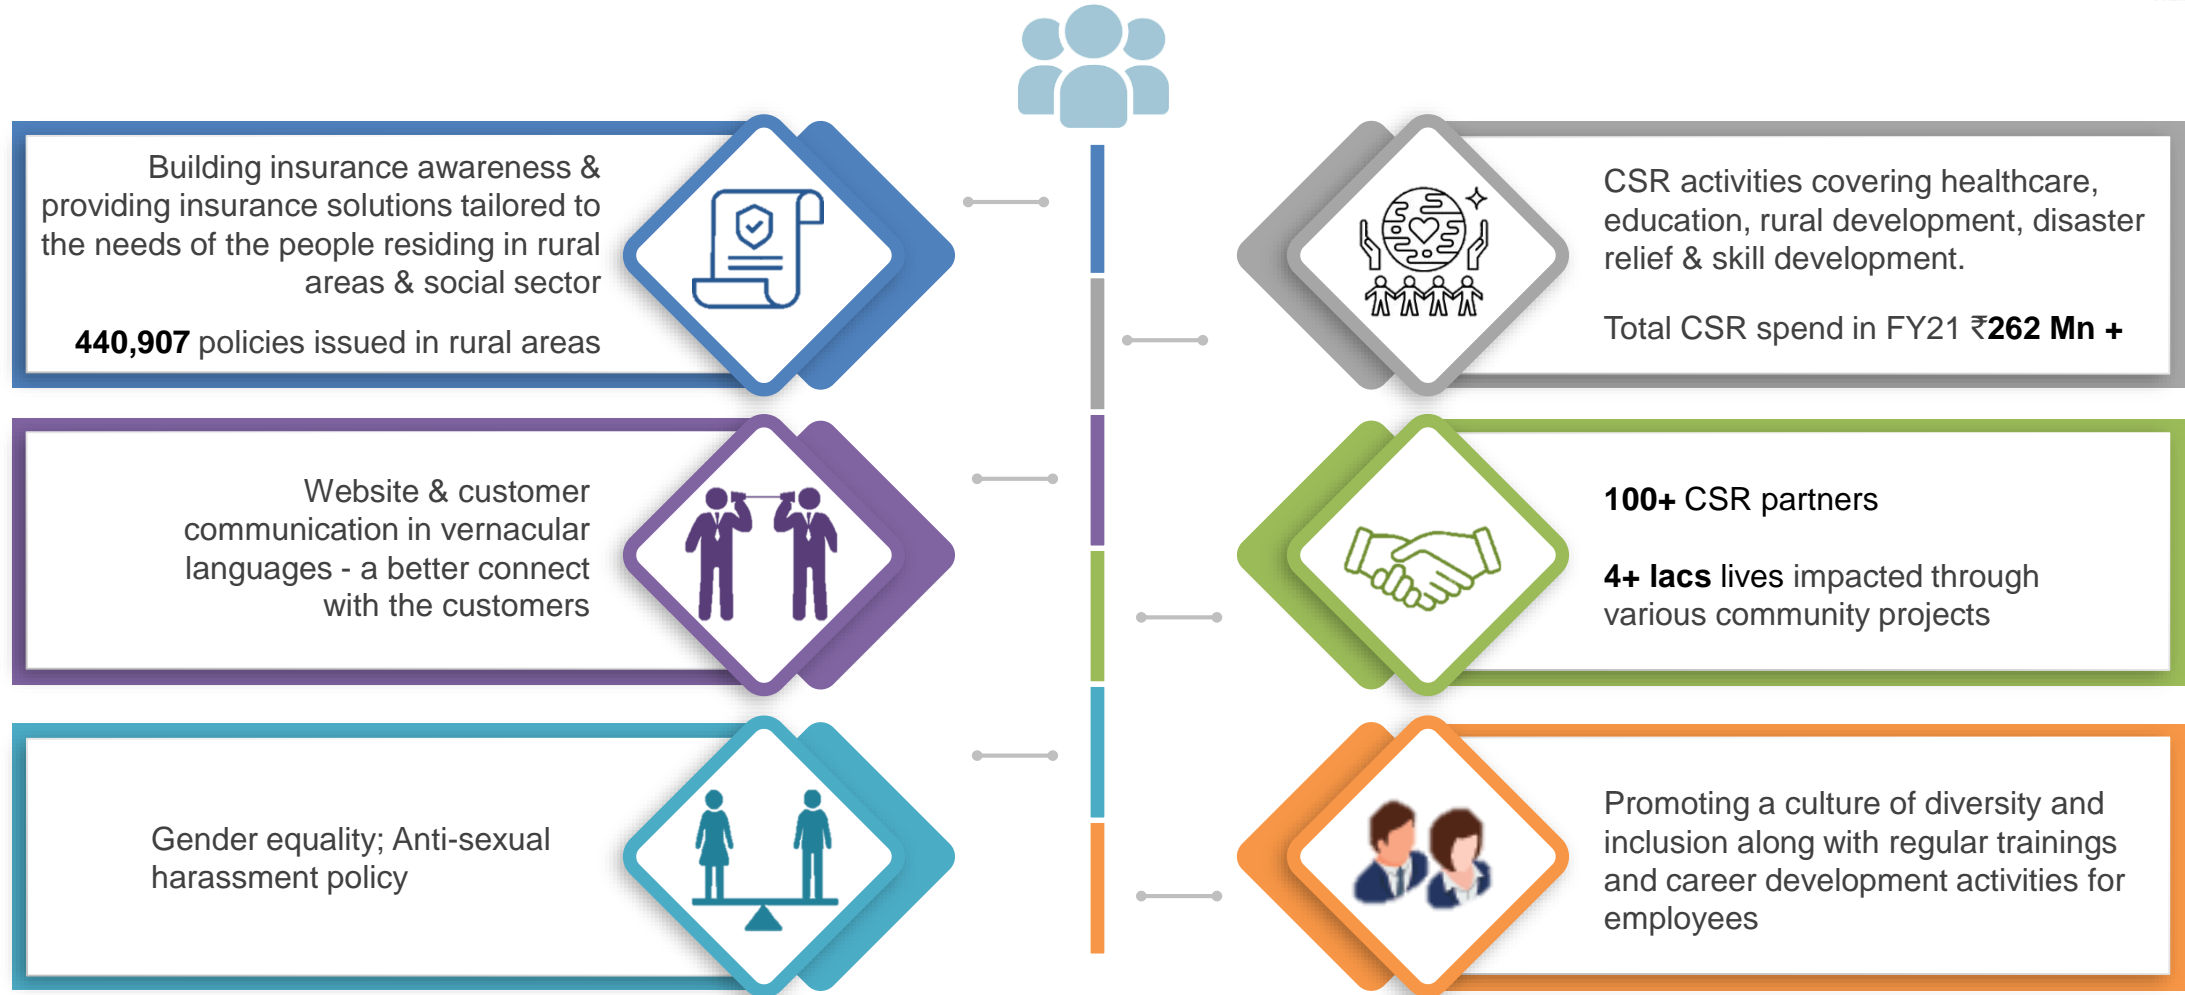 Building insurance awareness &
providing insurance solutions tailored to
the needs of the people residing in rural
areas & social sector
440,907 policies issued in rural areas
CSR activities covering healthcare,
education, rural development, disaster
relief & skill development.
Total CSR spend in FY21 ₹262 Mn +
Website & customer
communication in vernacular
languages - a better connect
with the customers
100+ CSR partners
4+ lacs lives impacted through
various community projects
Gender equality; Anti-sexual
harassment policy
Promoting a culture of diversity and
inclusion along with regular trainings
and career development activities for
employees